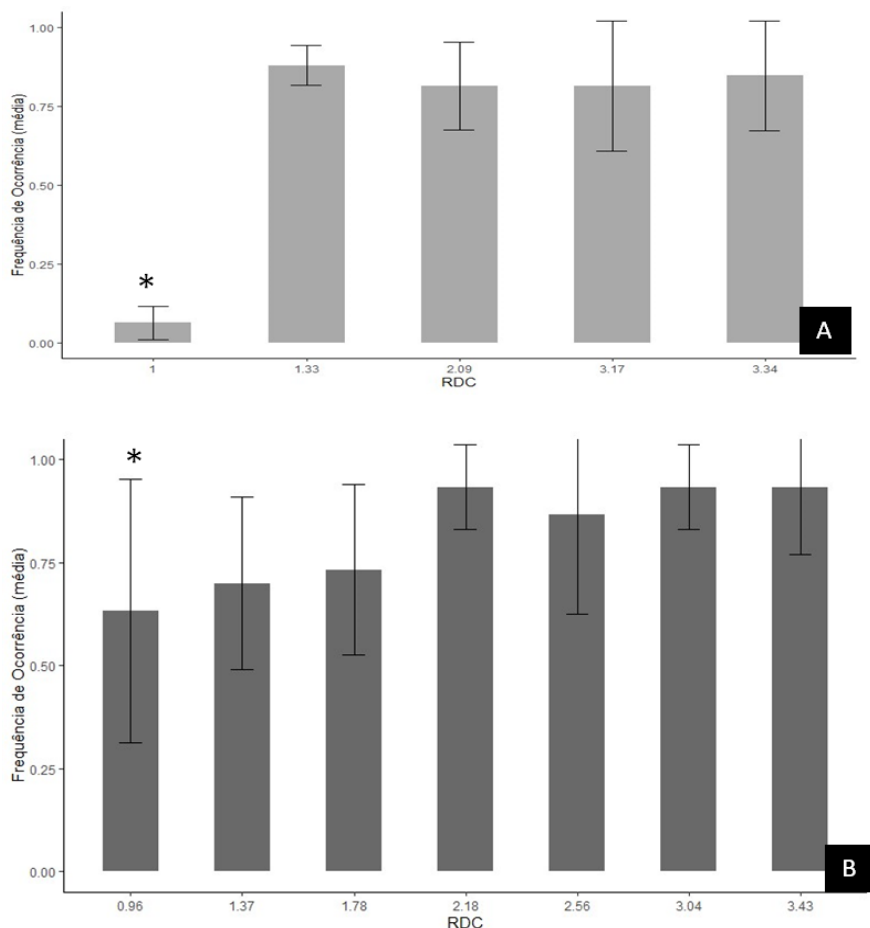 Frequência de Ocorrência (média)
1.00
0.75
0.50
0.25
0.00
*
1 1.33 2.09 3.17 3.34
RDC
A
Frequência de Ocorrência (média)
1.00
0.75
0.50
0.25
0.00
*
0.96 1.37 1.78 2.18 2.56 3.04 3.43
RDC
B